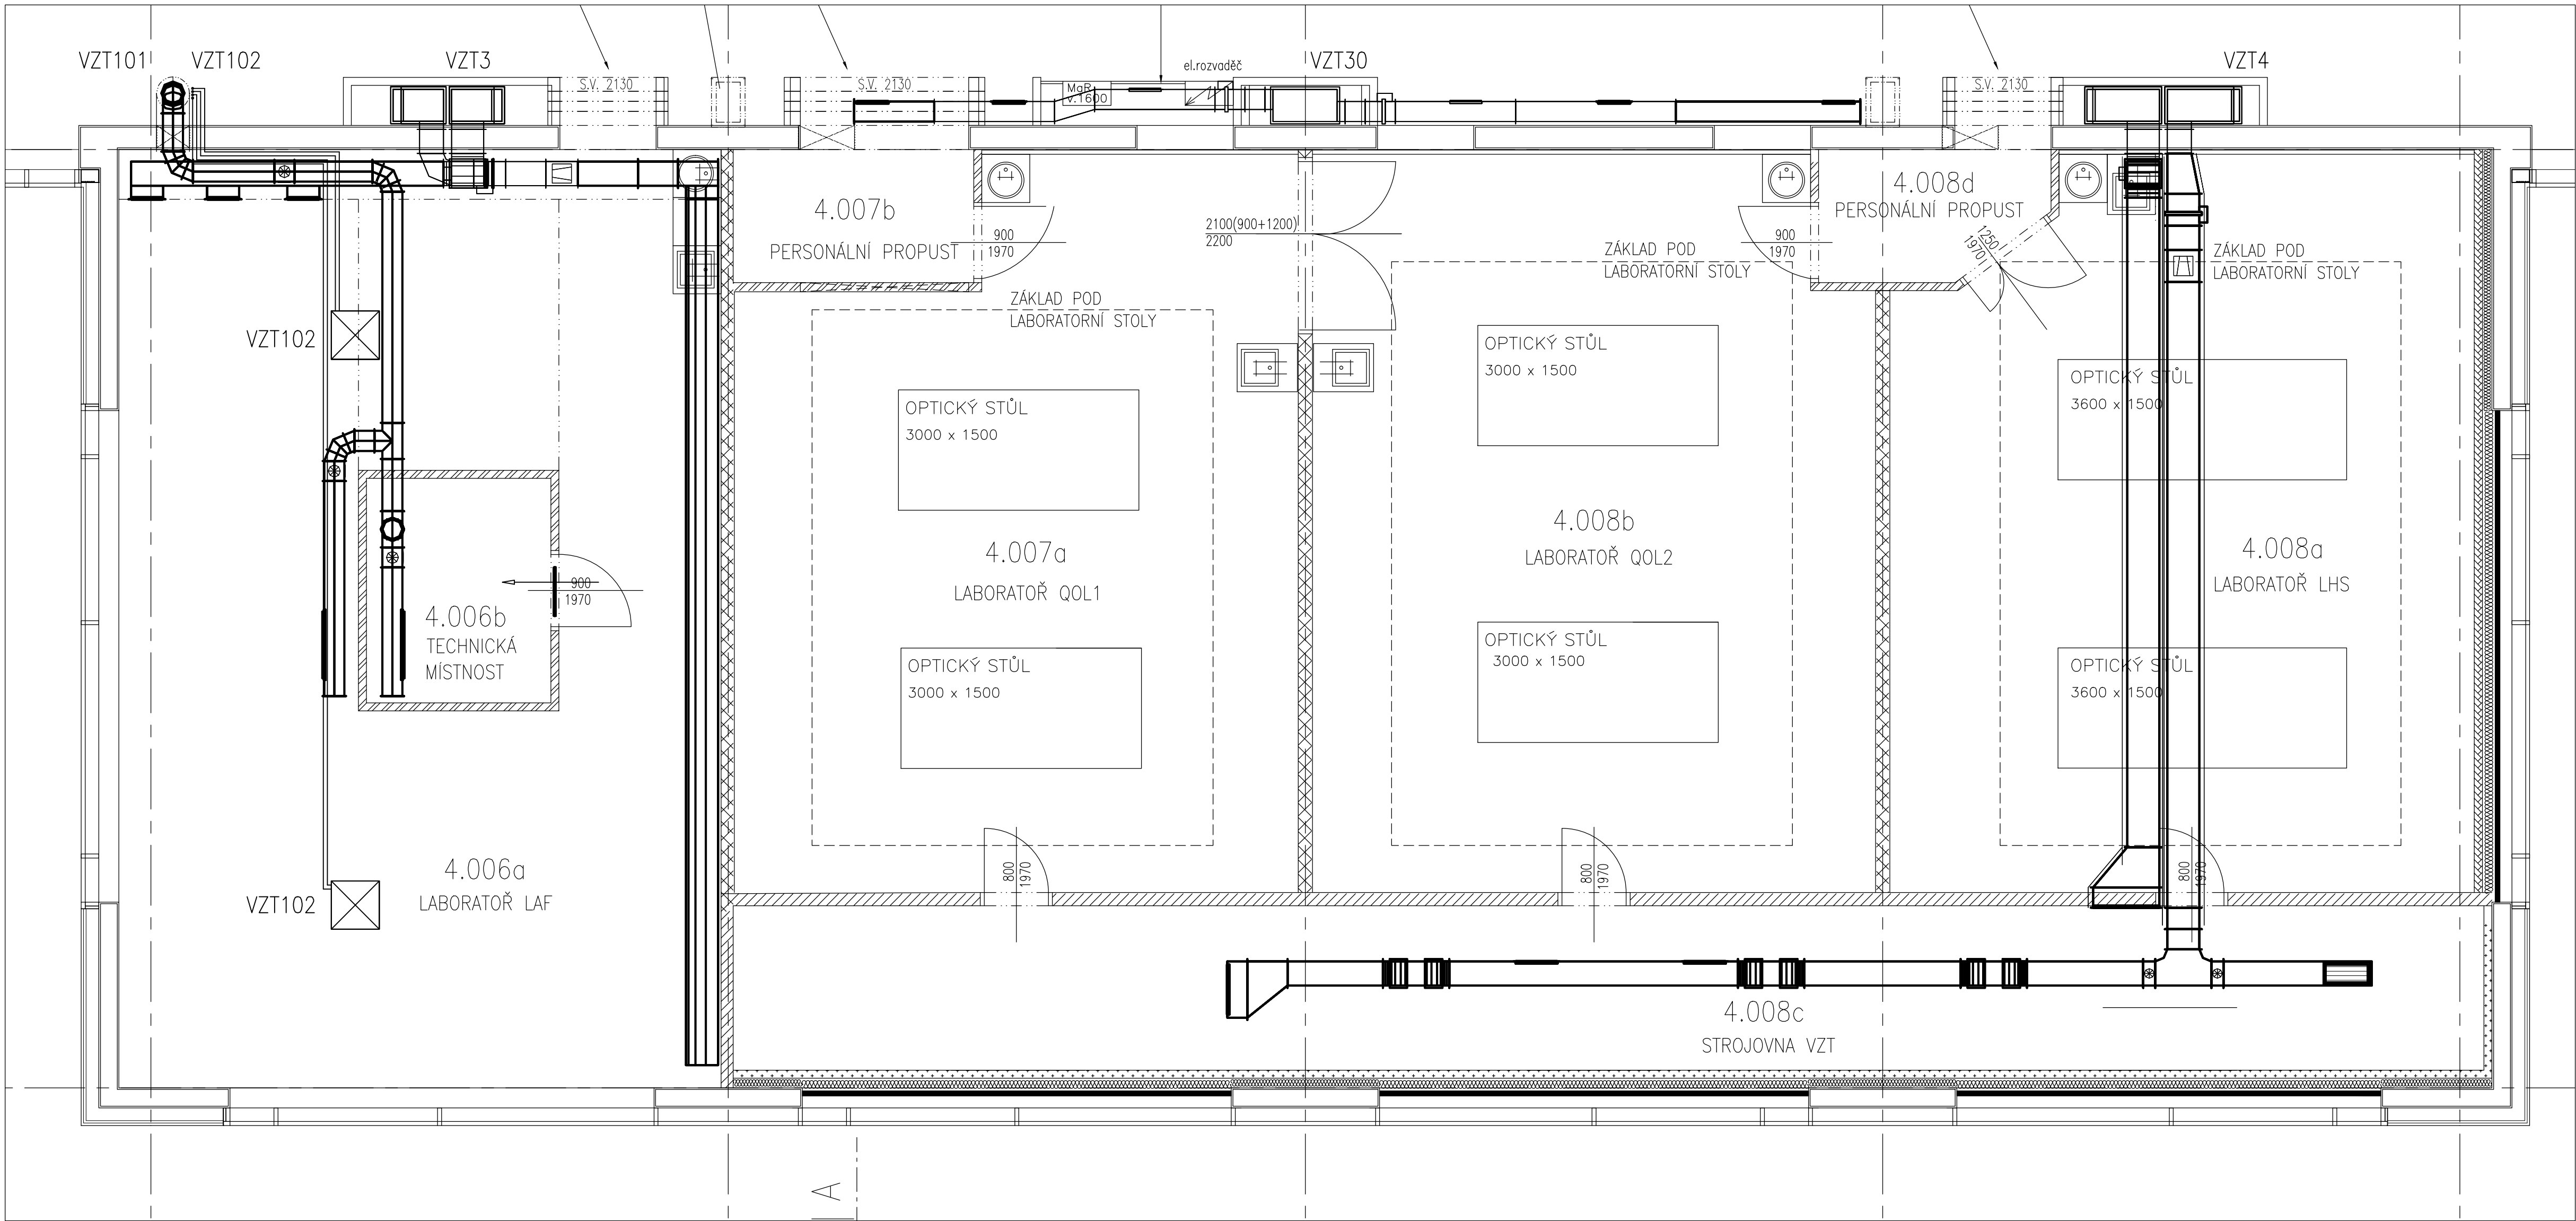 VZT101
VZT102
VZT3
S.V. 2130
S.V. 2130
MaR
v.1600
el.rozvaděč
VZT30
S.V. 2130
VZT4
4.007b
PERSONÁLNÍ PROPUST
900
1970
2100(900+1200)
2200
ZÁKLAD POD
LABORATORNÍ STOLY
900
1970
4.008d
PERSONÁLNÍ PROPUST
1250
1970
ZÁKLAD POD
LABORATORNÍ STOLY
ZÁKLAD POD
LABORATORNÍ STOLY
VZT102
OPTICKÝ STŮL
3000 x 1500
OPTICKÝ STŮL
3000 x 1500
OPTICKÝ STŮL
3600 x 1500
4.007a
LABORATOŘ QOL1
4.008b
LABORATOŘ QOL2
4.008a
LABORATOŘ LHS
900
1970
4.006b
TECHNICKÁ
MÍSTNOST
OPTICKÝ STŮL
3000 x 1500
OPTICKÝ STŮL
3000 x 1500
OPTICKÝ STŮL
3600 x 1500
4.006a
LABORATOŘ LAF
VZT102
800
1970
800
1970
800
1970
4.008c
STROJOVNA VZT
A